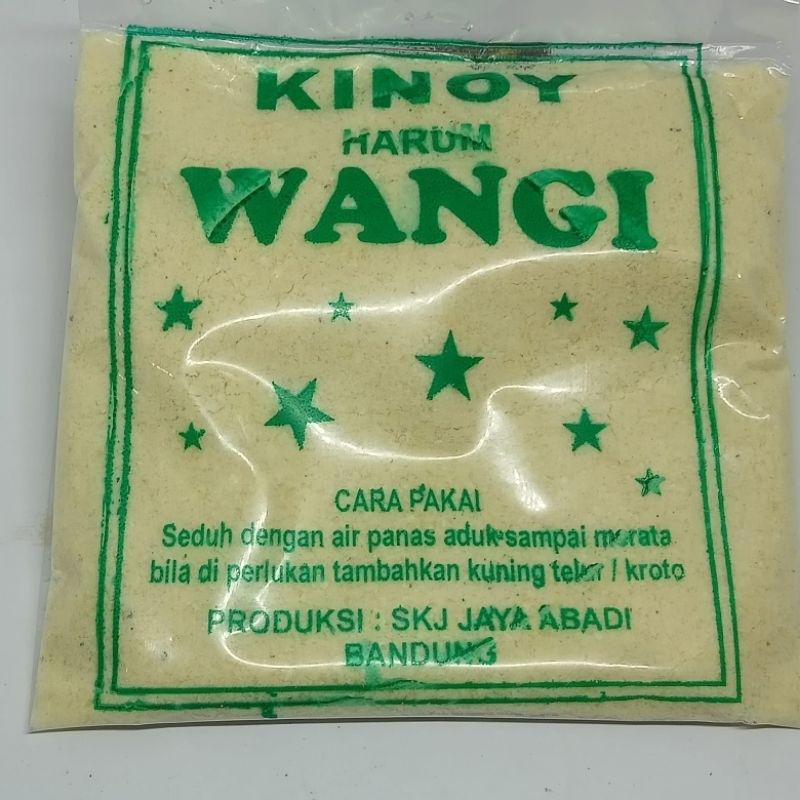 KINOY
HARUM
WANGI
CARA PAKAI
Seduh dengan air panas aduk sampai merata
bila di perlukan tambahkan kuning telur / kroto
PRODUKSI : SKJ JAYA ABADI
BANDUNG